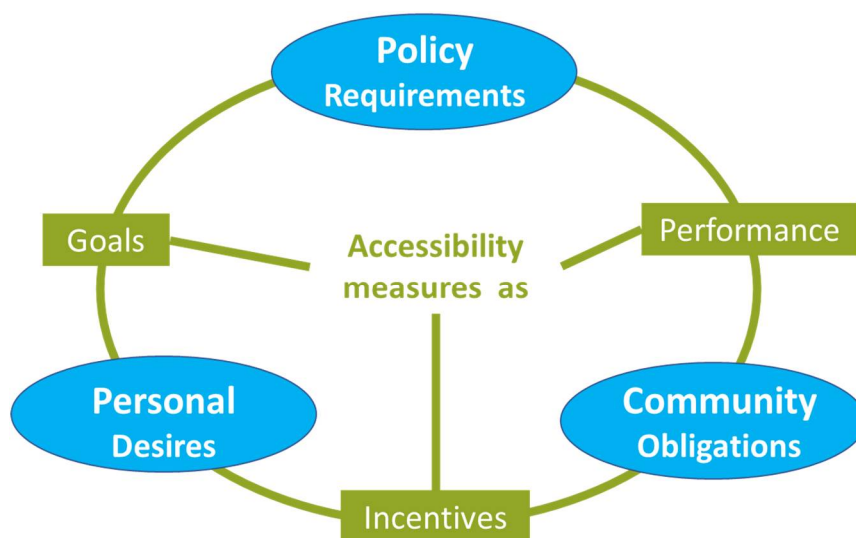 Policy
Requirements
Goals
Accessibility
measures as
Performance
Personal
Desires
Community
Obligations
Incentives